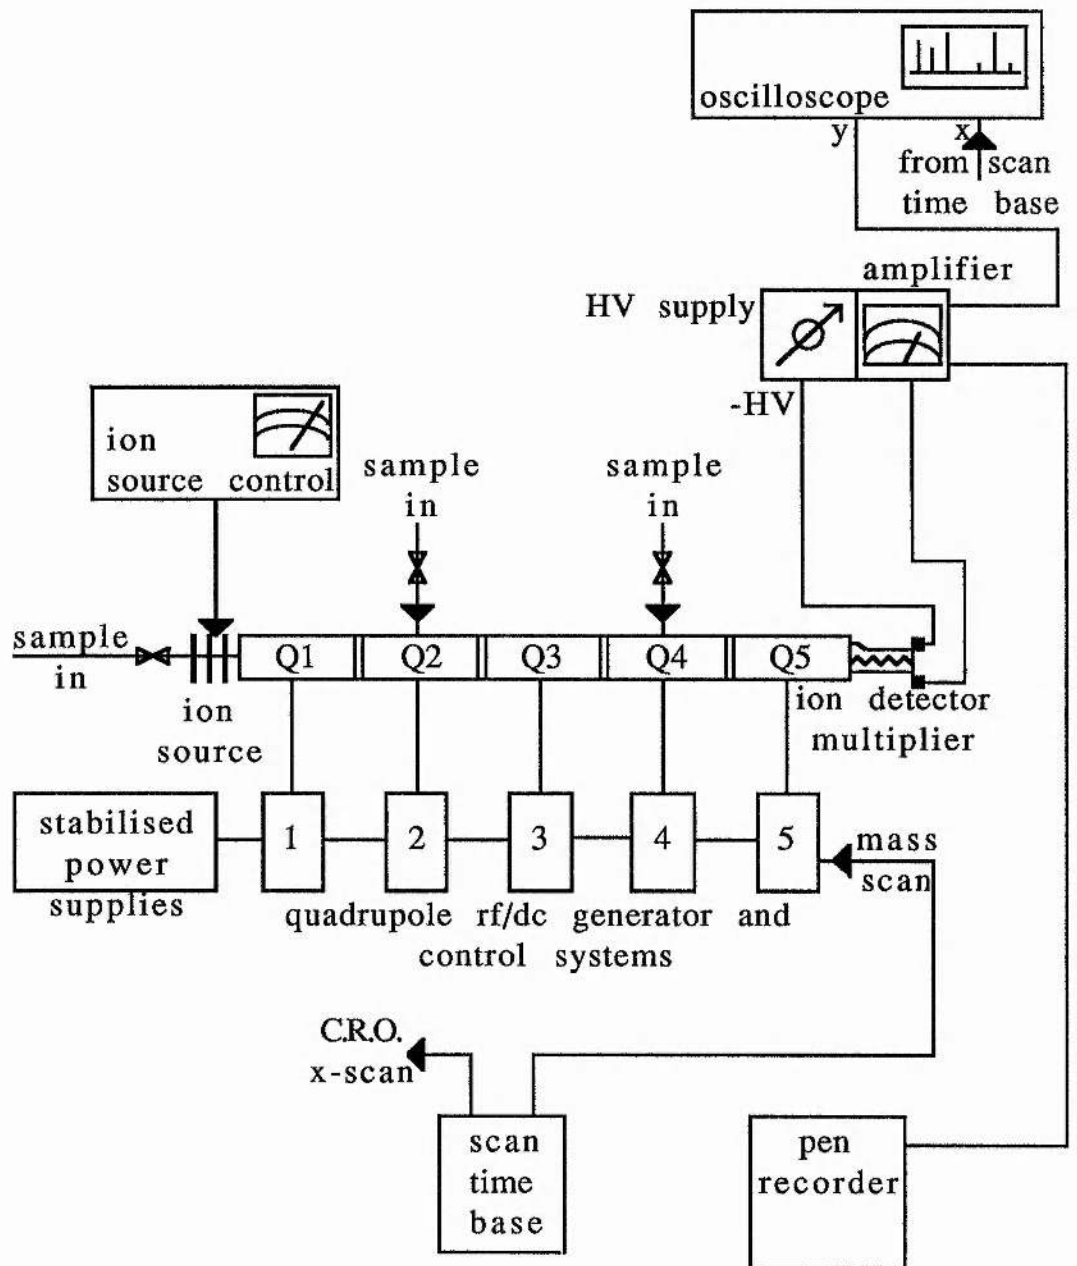 oscilloscope
y
x
from scan
time base
amplifier
HV supply
-HV
ion
source control
sample
in
sample
in
sample
in
Q1
Q2
Q3
Q4
Q5
ion
source
ion detector
multiplier
stabilised
power
supplies
1
2
3
4
5
mass
scan
quadrupole rf/dc generator and
control systems
C.R.O.
x-scan
scan
time
base
pen
recorder